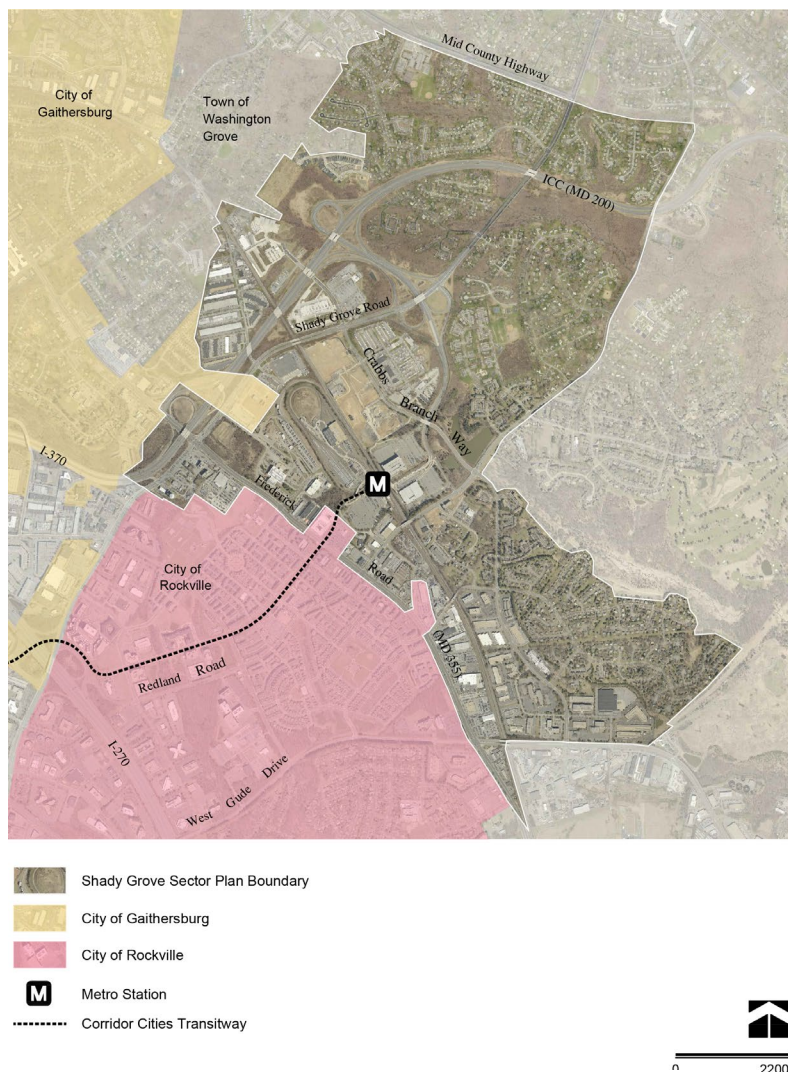 Mid County Highway
City of
Gaithersburg
Town of
Washington
Grove
ICC (MD 200)
Shady Grove Road
Crabbs
Branch
Way
I-370
M
Frederick
City of
Rockville
Road
(MD 355)
Redland Road
I-270
West Gude Drive
Shady Grove Sector Plan Boundary
City of Gaithersburg
City of Rockville
M
Metro Station
Corridor Cities Transitway
0 2200